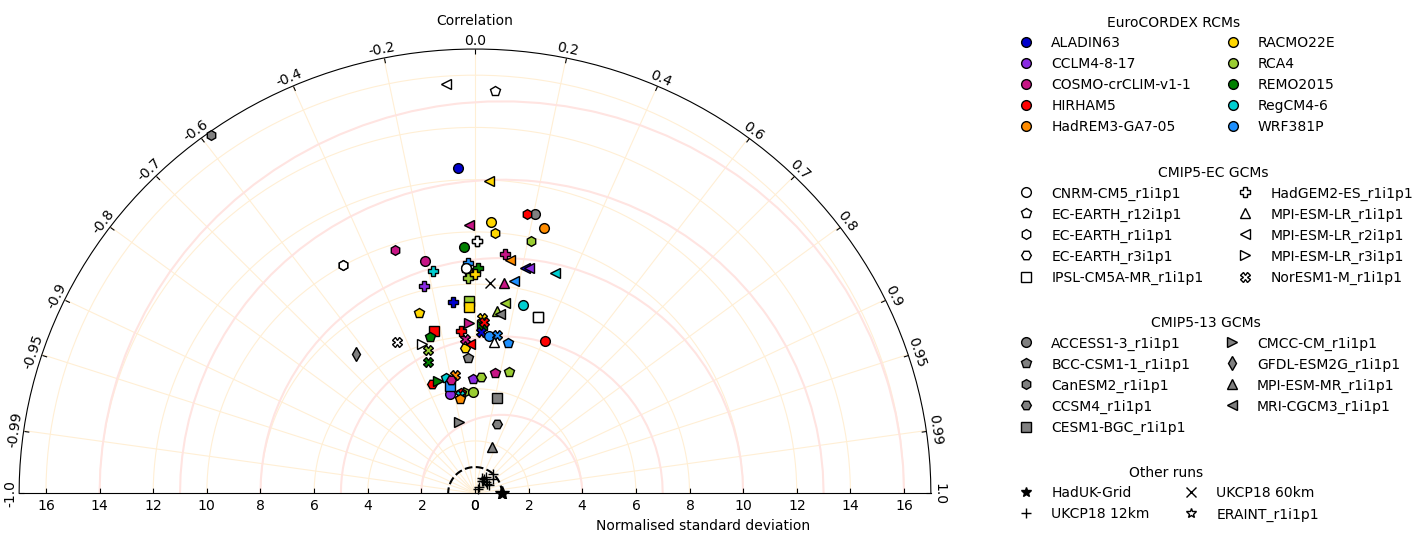 Correlation
-1.0
-0.99
-0.95
-0.9
-0.8
-0.7
-0.6
-0.4
-0.2
0.0
0.2
0.4
0.6
0.7
0.8
0.9
0.95
0.99
1.0
16 14 12 10 8 6 4 2 0 2 4 6 8 10 12 14 16
Normalised standard deviation
EuroCORDEX RCMs
ALADIN63 RACMO22E
CCLM4-8-17 RCA4
COSMO-crCLIM-v1-1 REMO2015
HIRHAM5 RegCM4-6
HadREM3-GA7-05 WRF381P
CMIP5-EC GCMs
CNRM-CM5_r1i1p1 HadGEM2-ES_r1i1p1
EC-EARTH_r12i1p1 MPI-ESM-LR_r1i1p1
EC-EARTH_r1i1p1 MPI-ESM-LR_r2i1p1
EC-EARTH_r3i1p1 MPI-ESM-LR_r3i1p1
IPSL-CM5A-MR_r1i1p1 NorESM1-M_r1i1p1
CMIP5-13 GCMs
ACCESS1-3_r1i1p1 CMCC-CM_r1i1p1
BCC-CSM1-1_r1i1p1 GFDL-ESM2G_r1i1p1
CanESM2_r1i1p1 MPI-ESM-MR_r1i1p1
CCSM4_r1i1p1 MRI-CGCM3_r1i1p1
CESM1-BGC_r1i1p1
Other runs
HadUK-Grid UKCP18 60km
UKCP18 12km ERAINT_r1i1p1